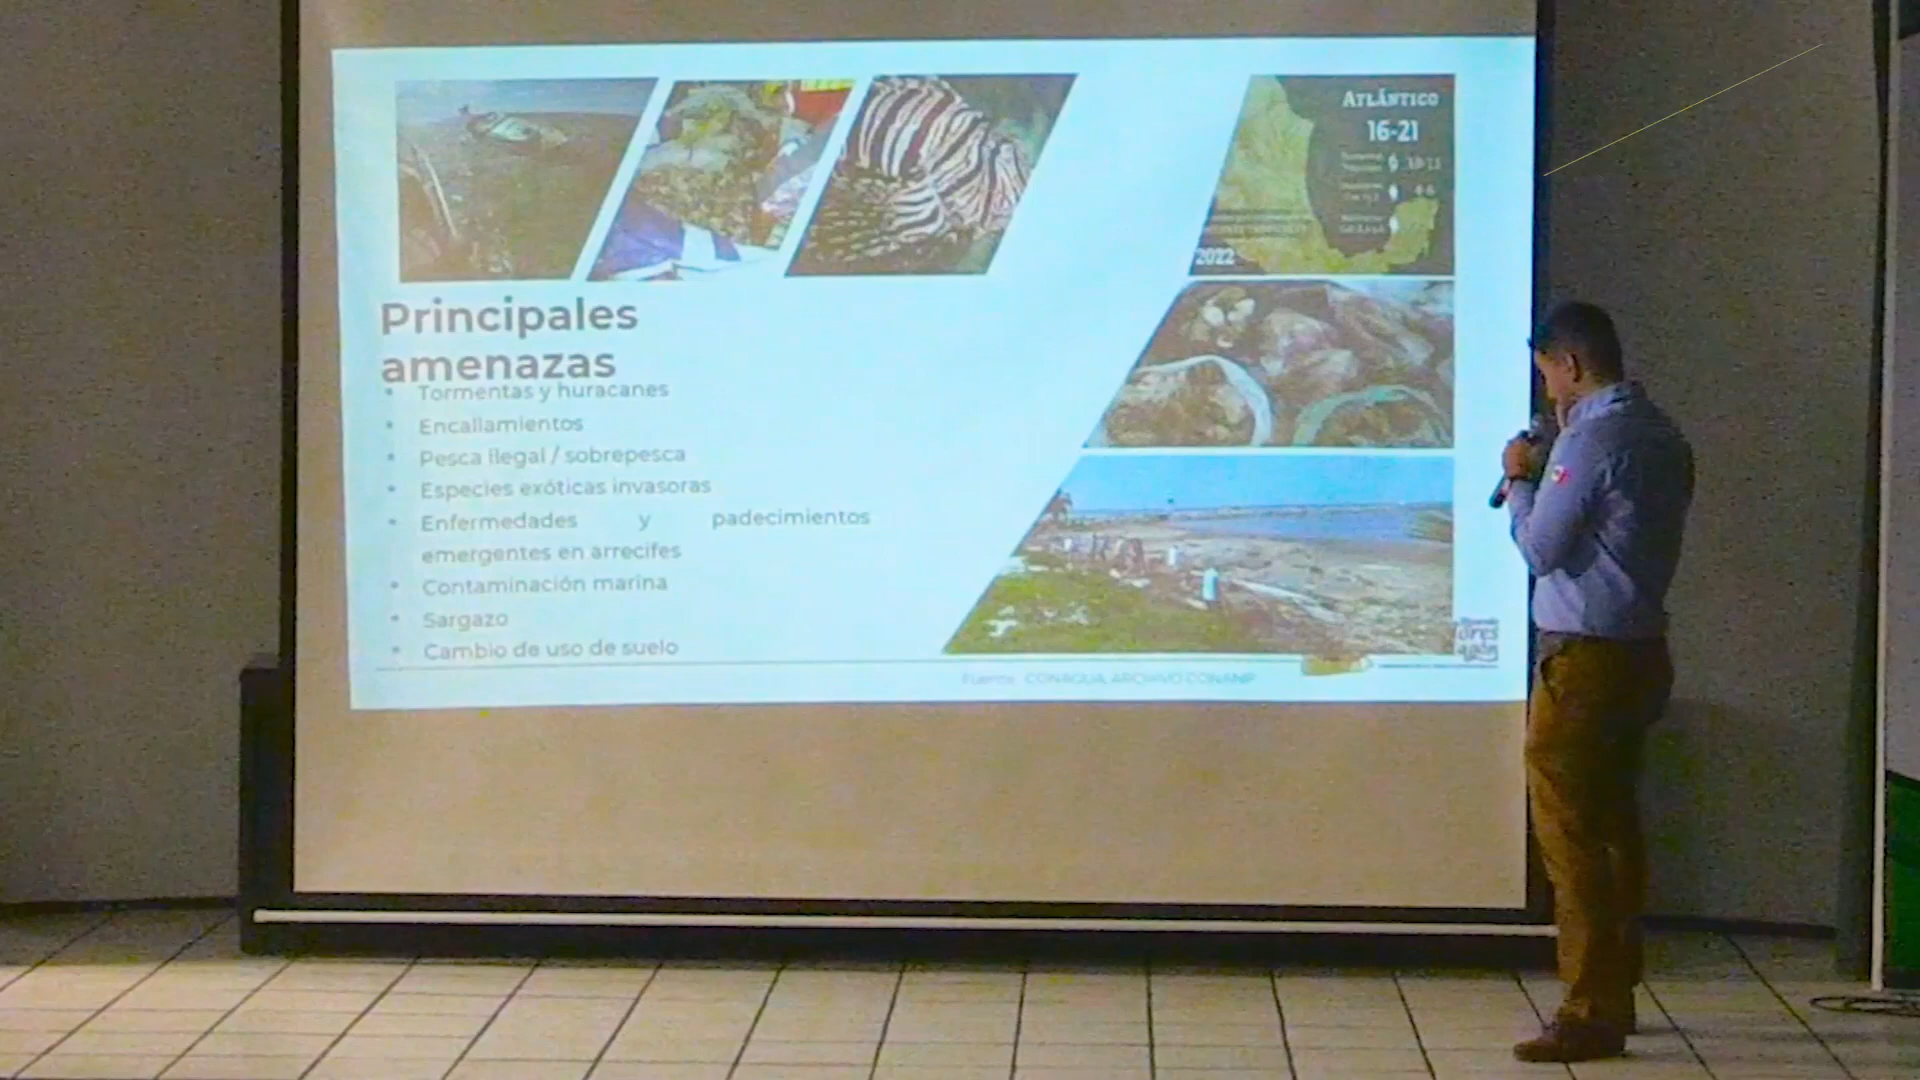 ATLÁNTICO
16-21
2022
Principales
amenazas
• Tormentas y huracanes
• Encallamientos
• Pesca ilegal / sobrepesca
• Especies exóticas invasoras
• Enfermedades y padecimientos
emergentes en arrecifes
• Contaminación marina
• Sargazo
• Cambio de uso de suelo
Fuente: CONAGUA, ARCHIVO CONANP